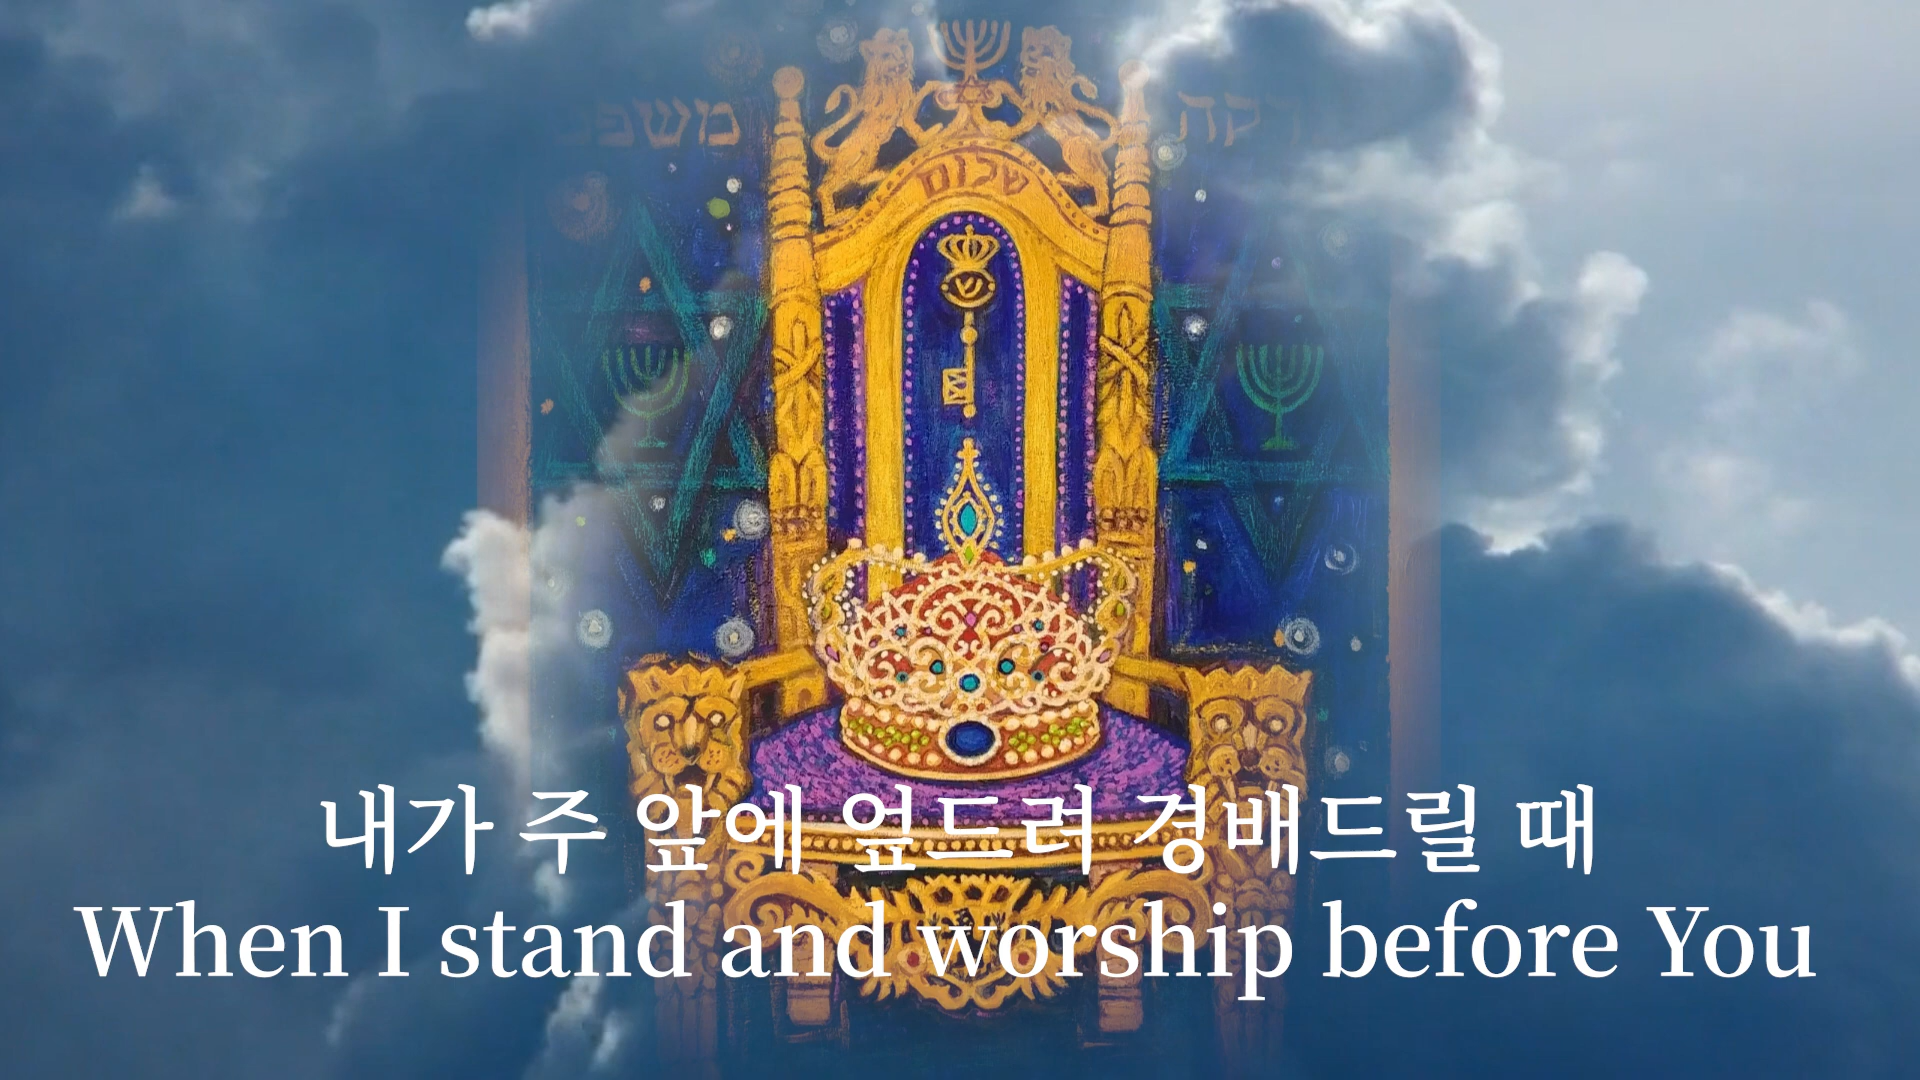 שלום
ש
내가 주 앞에 엎드려 경배드릴 때
When I stand and worship before You